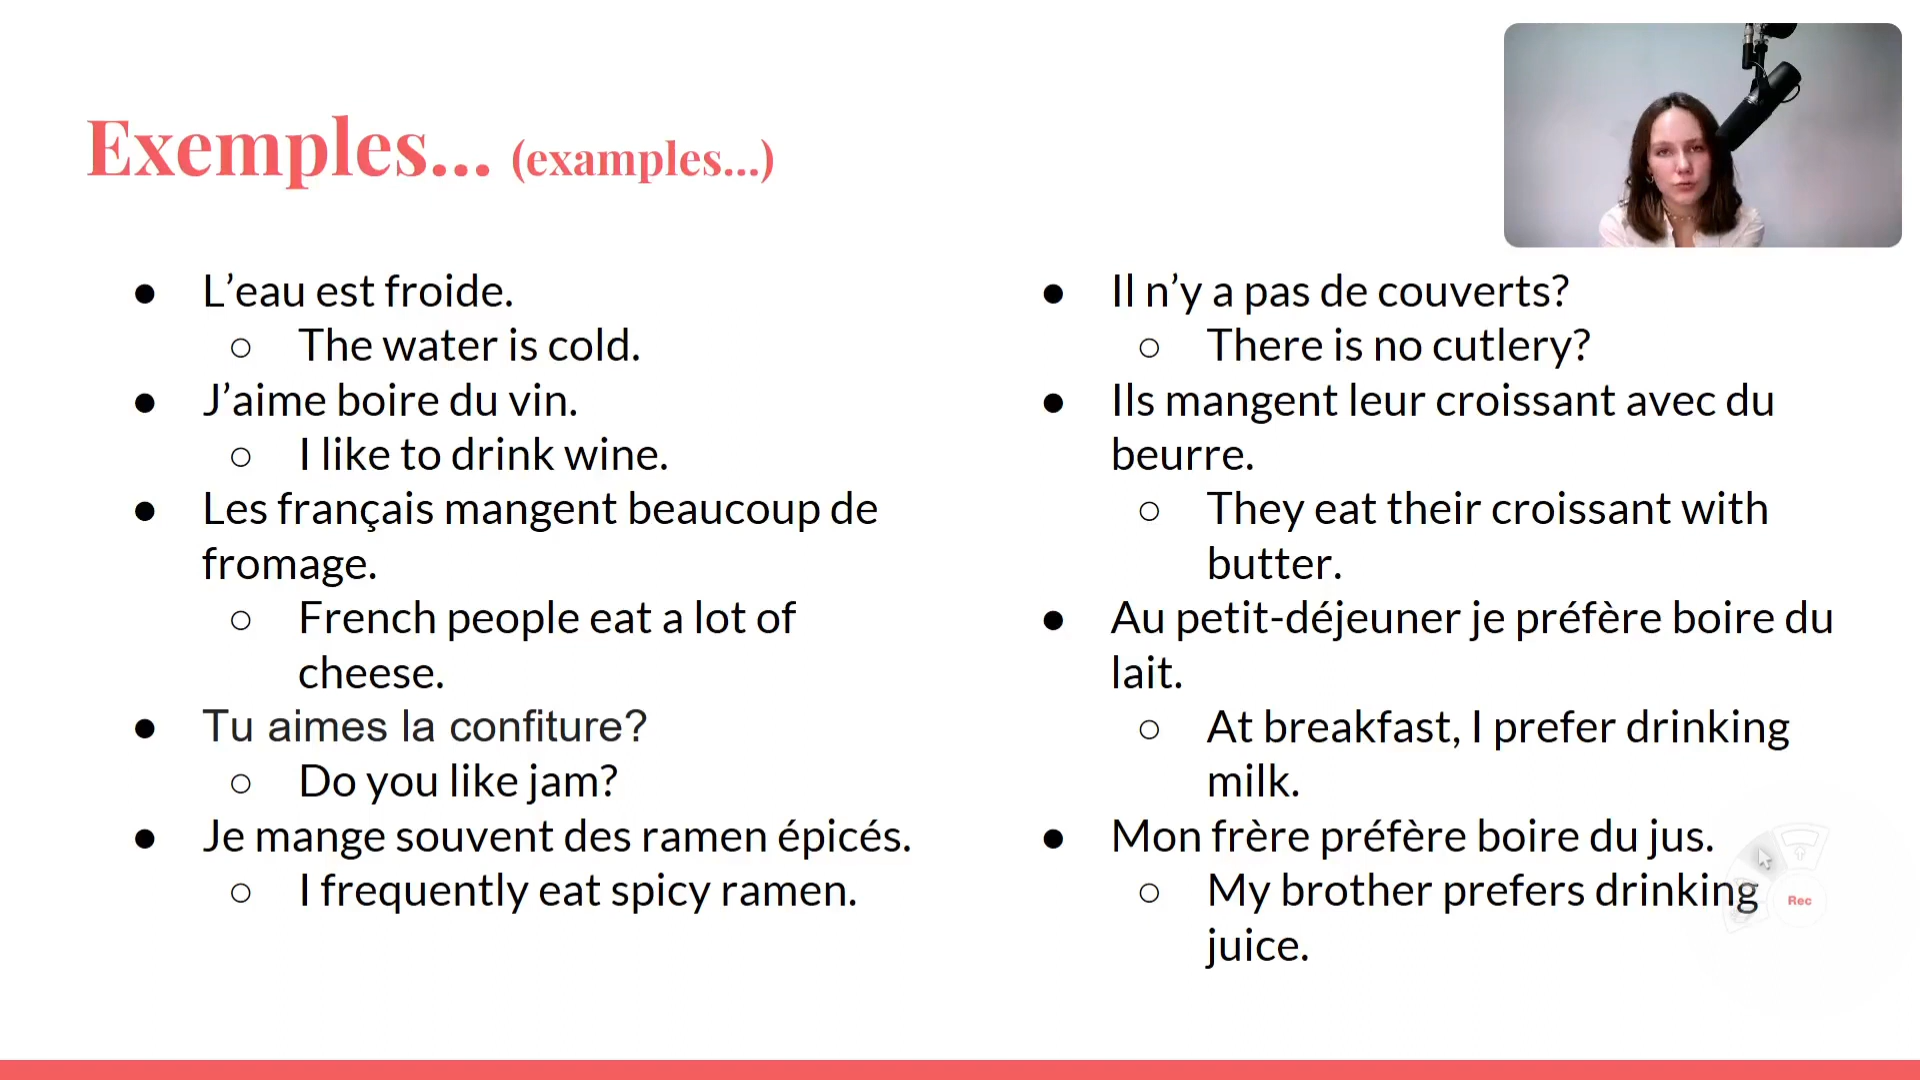 Exemples... (examples...)
● L’eau est froide.
○ The water is cold.
● J’aime boire du vin.
○ I like to drink wine.
● Les français mangent beaucoup de
fromage.
○ French people eat a lot of
cheese.
● Tu aimes la confiture?
○ Do you like jam?
● Je mange souvent des ramen épicés.
○ I frequently eat spicy ramen.
● Il n’y a pas de couverts?
○ There is no cutlery?
● Ils mangent leur croissant avec du
beurre.
○ They eat their croissant with
butter.
● Au petit-déjeuner je préfère boire du
lait.
○ At breakfast, I prefer drinking
milk.
● Mon frère préfère boire du jus.
○ My brother prefers drinking
juice.
Rec